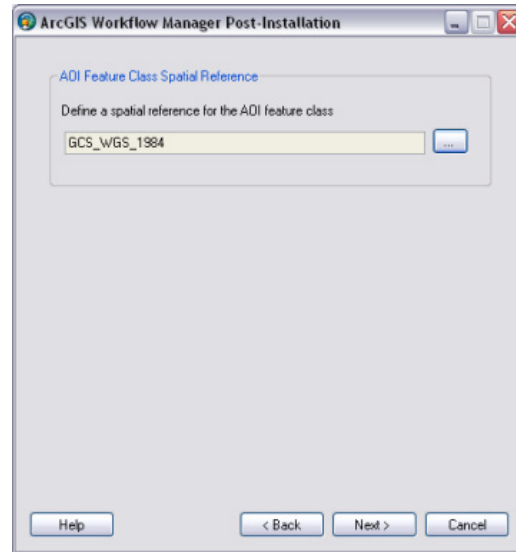 ArcGIS Workflow Manager Post-Installation
AOI Feature Class Spatial Reference
Define a spatial reference for the AOI feature class
GCS_WGS_1984
...
Help
< Back
Next >
Cancel